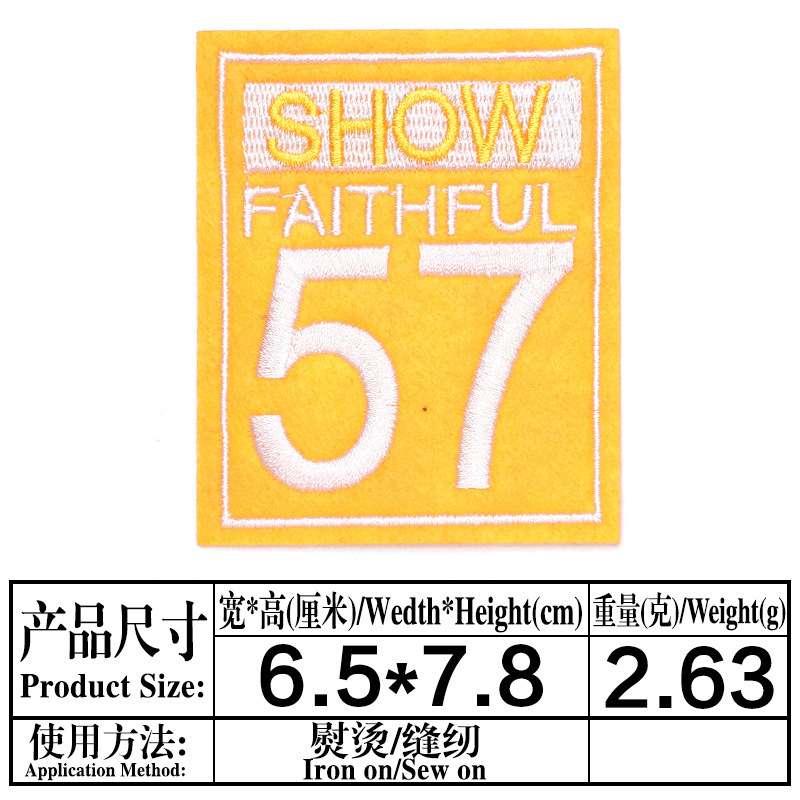 SHOW
FAITHFUL
57
产品尺寸
Product Size:
宽*高(厘米)/Wedth*Height(cm)
6.5*7.8
重量(克)/Weight(g)
2.63
使用方法:
Application Method:
熨烫/缝纫
Iron on/Sew on